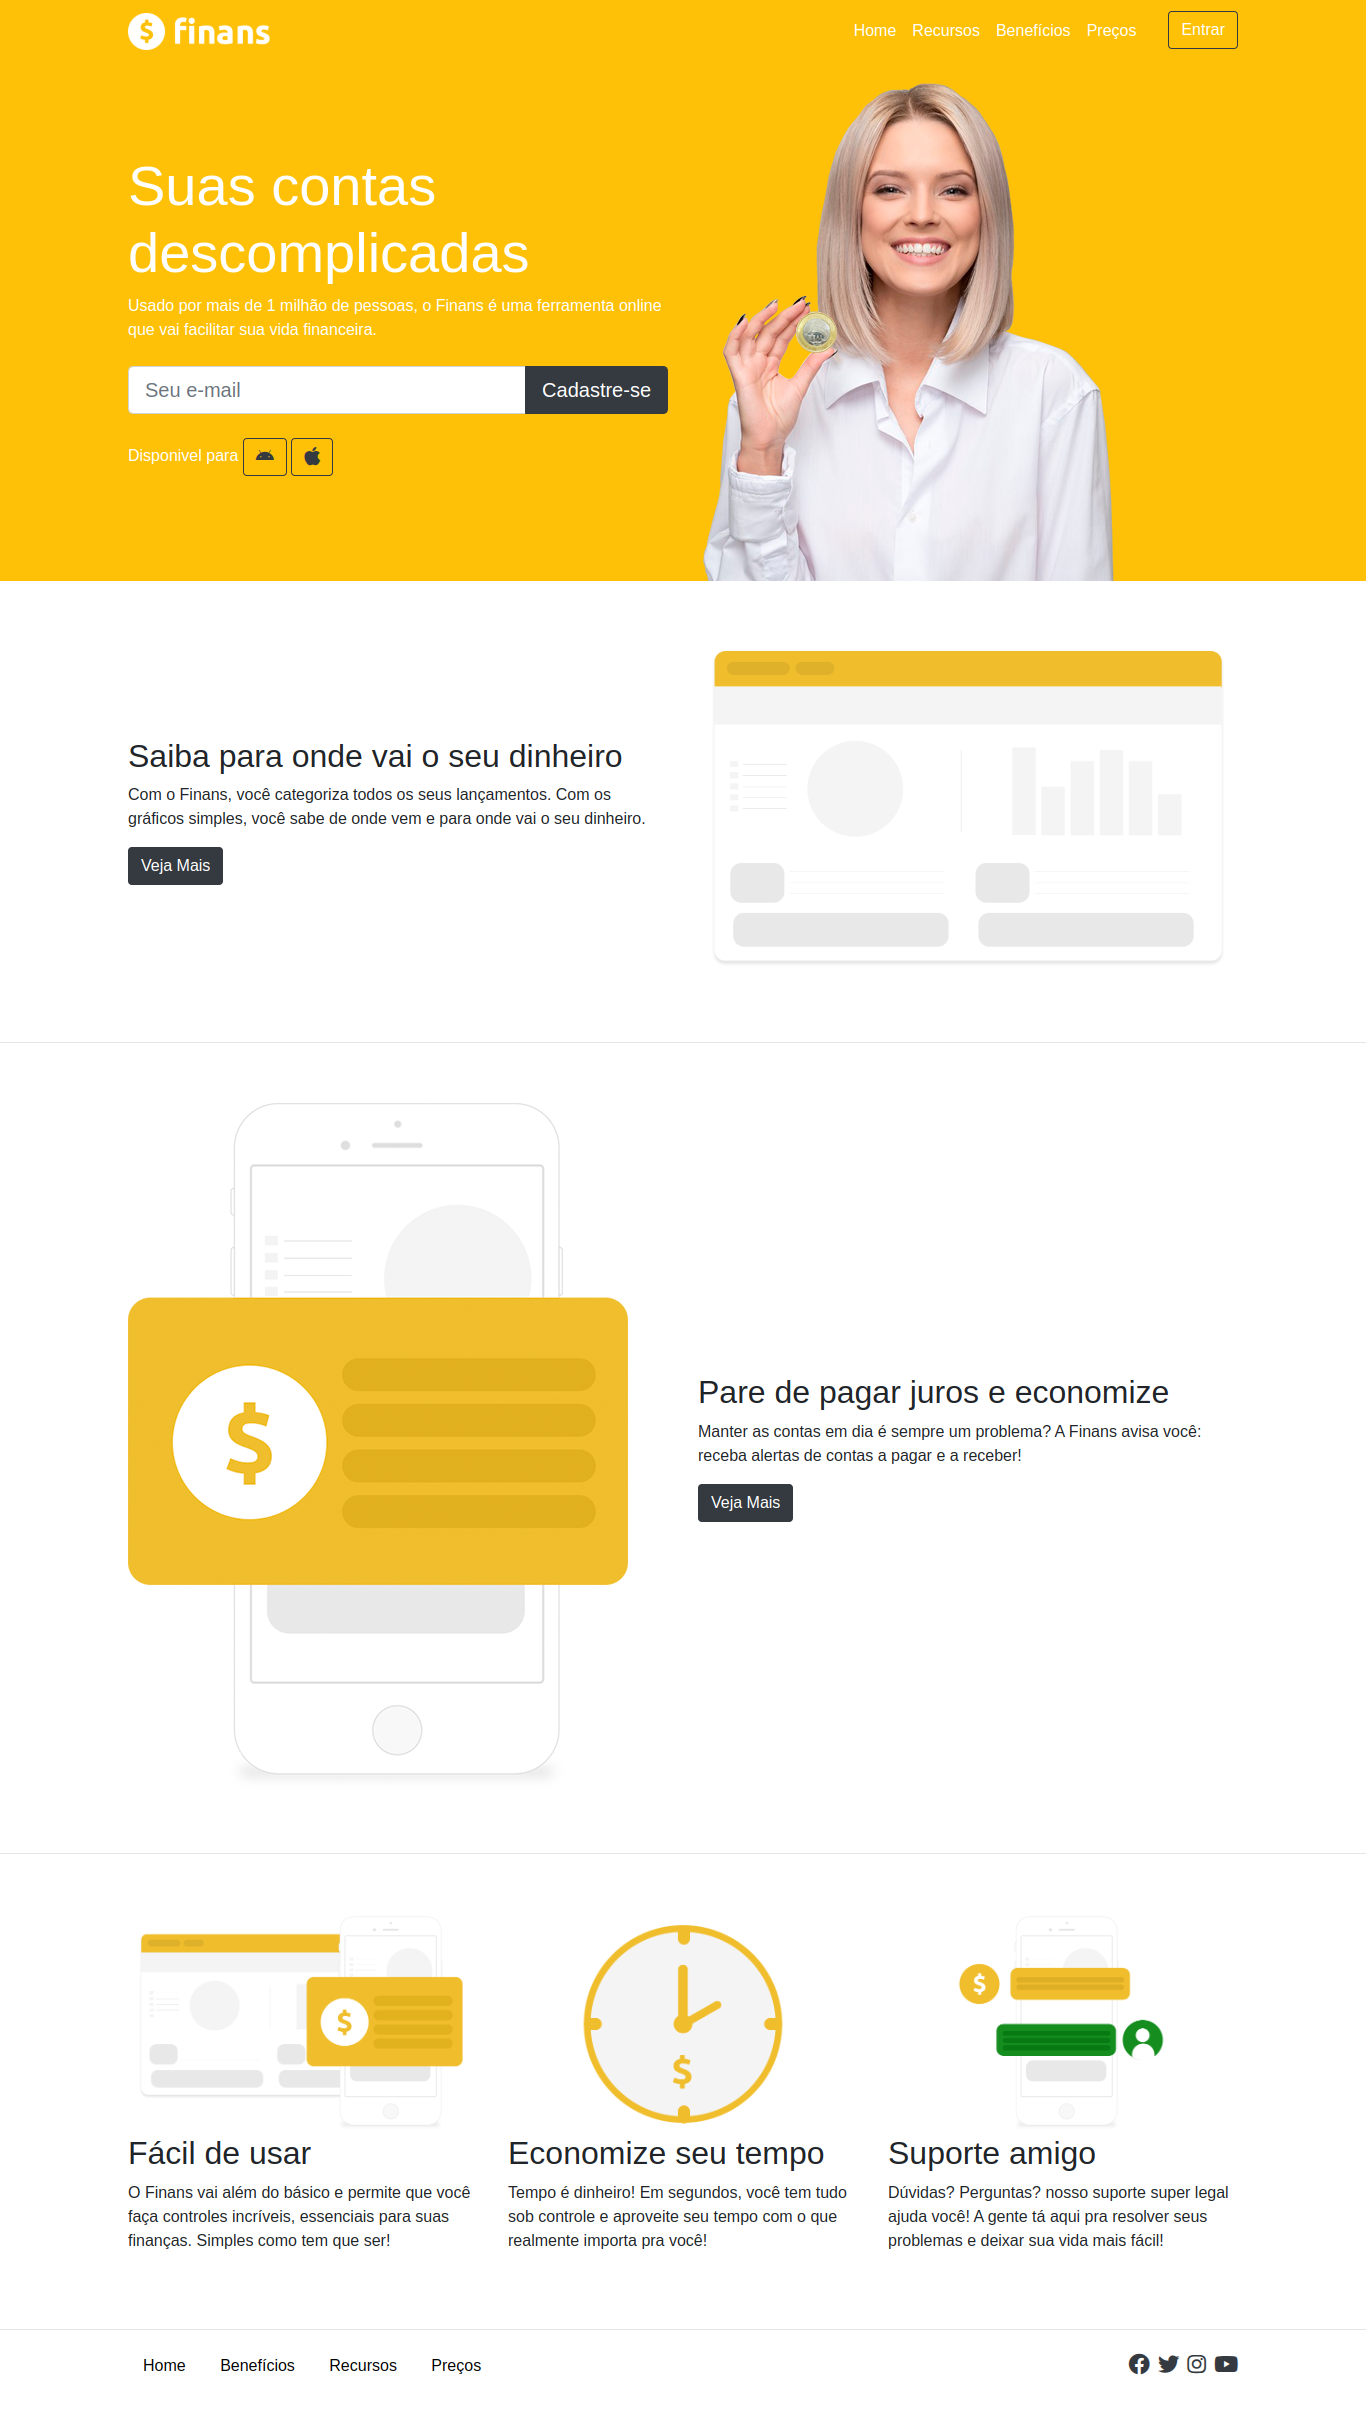 finans
Home Recursos Benefícios Preços Entrar
Suas contas
descomplicadas
Usado por mais de 1 milhão de pessoas, o Finans é uma ferramenta online
que vai facilitar sua vida financeira.
Seu e-mail Cadastre-se
Disponivel para
Saiba para onde vai o seu dinheiro
Com o Finans, você categoriza todos os seus lançamentos. Com os
gráficos simples, você sabe de onde vem e para onde vai o seu dinheiro.
Veja Mais
$
Pare de pagar juros e economize
Manter as contas em dia é sempre um problema? A Finans avisa você:
receba alertas de contas a pagar e a receber!
Veja Mais
$
$
$
Fácil de usar
O Finans vai além do básico e permite que você
faça controles incríveis, essenciais para suas
finanças. Simples como tem que ser!
Economize seu tempo
Tempo é dinheiro! Em segundos, você tem tudo
sob controle e aproveite seu tempo com o que
realmente importa pra você!
Suporte amigo
Dúvidas? Perguntas? nosso suporte super legal
ajuda você! A gente tá aqui pra resolver seus
problemas e deixar sua vida mais fácil!
Home Benefícios Recursos Preços